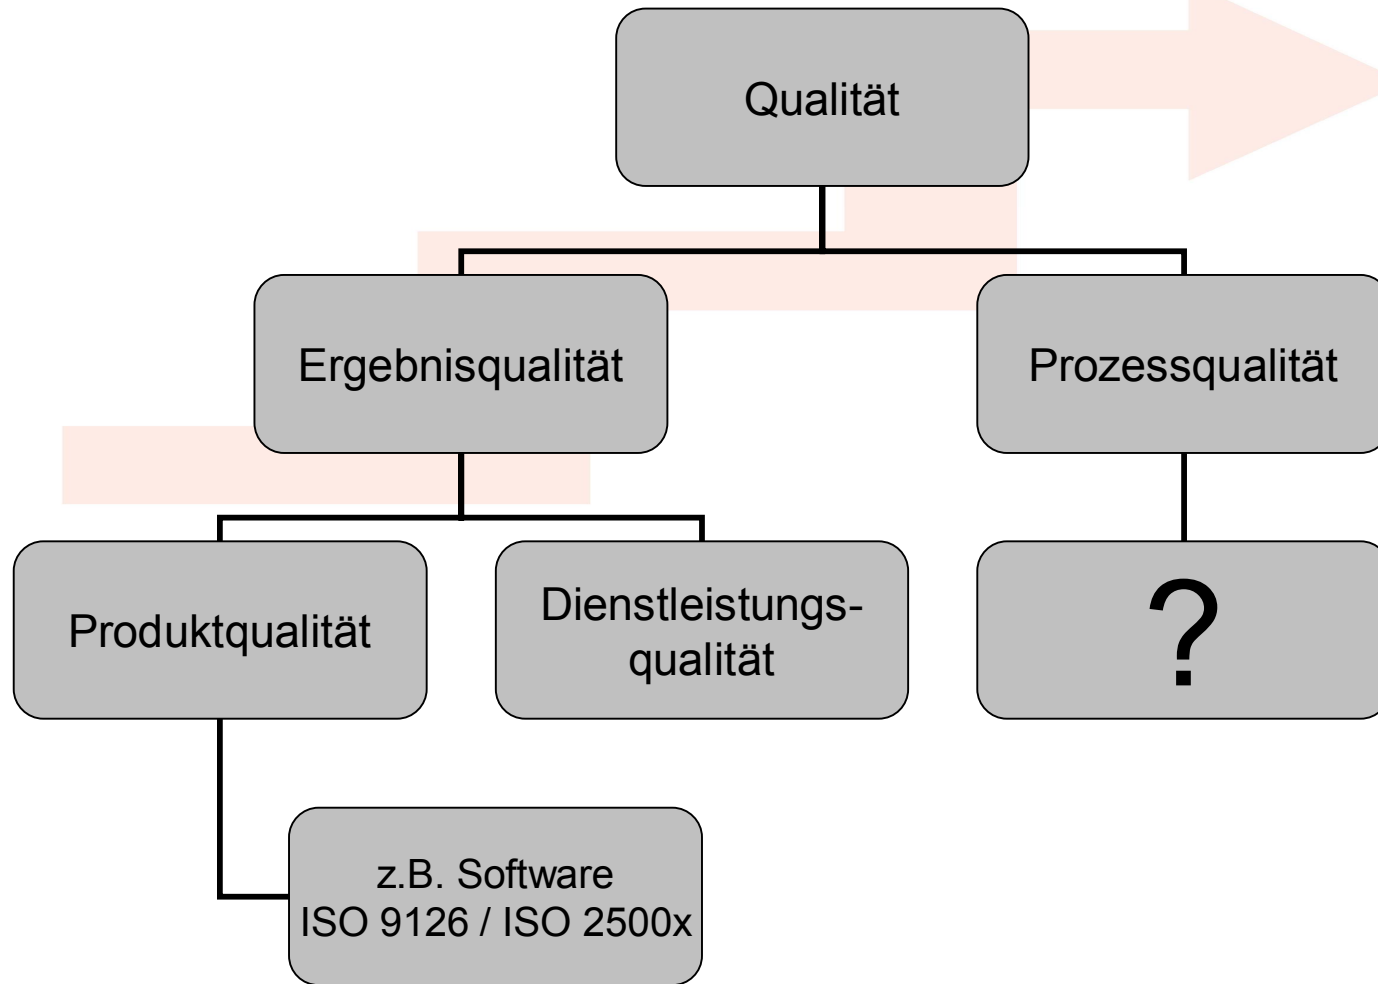 Qualität
Ergebnisqualität
Prozessqualität
Produktqualität
Dienstleistungs-
qualität
?
z.B. Software
ISO 9126 / ISO 2500x